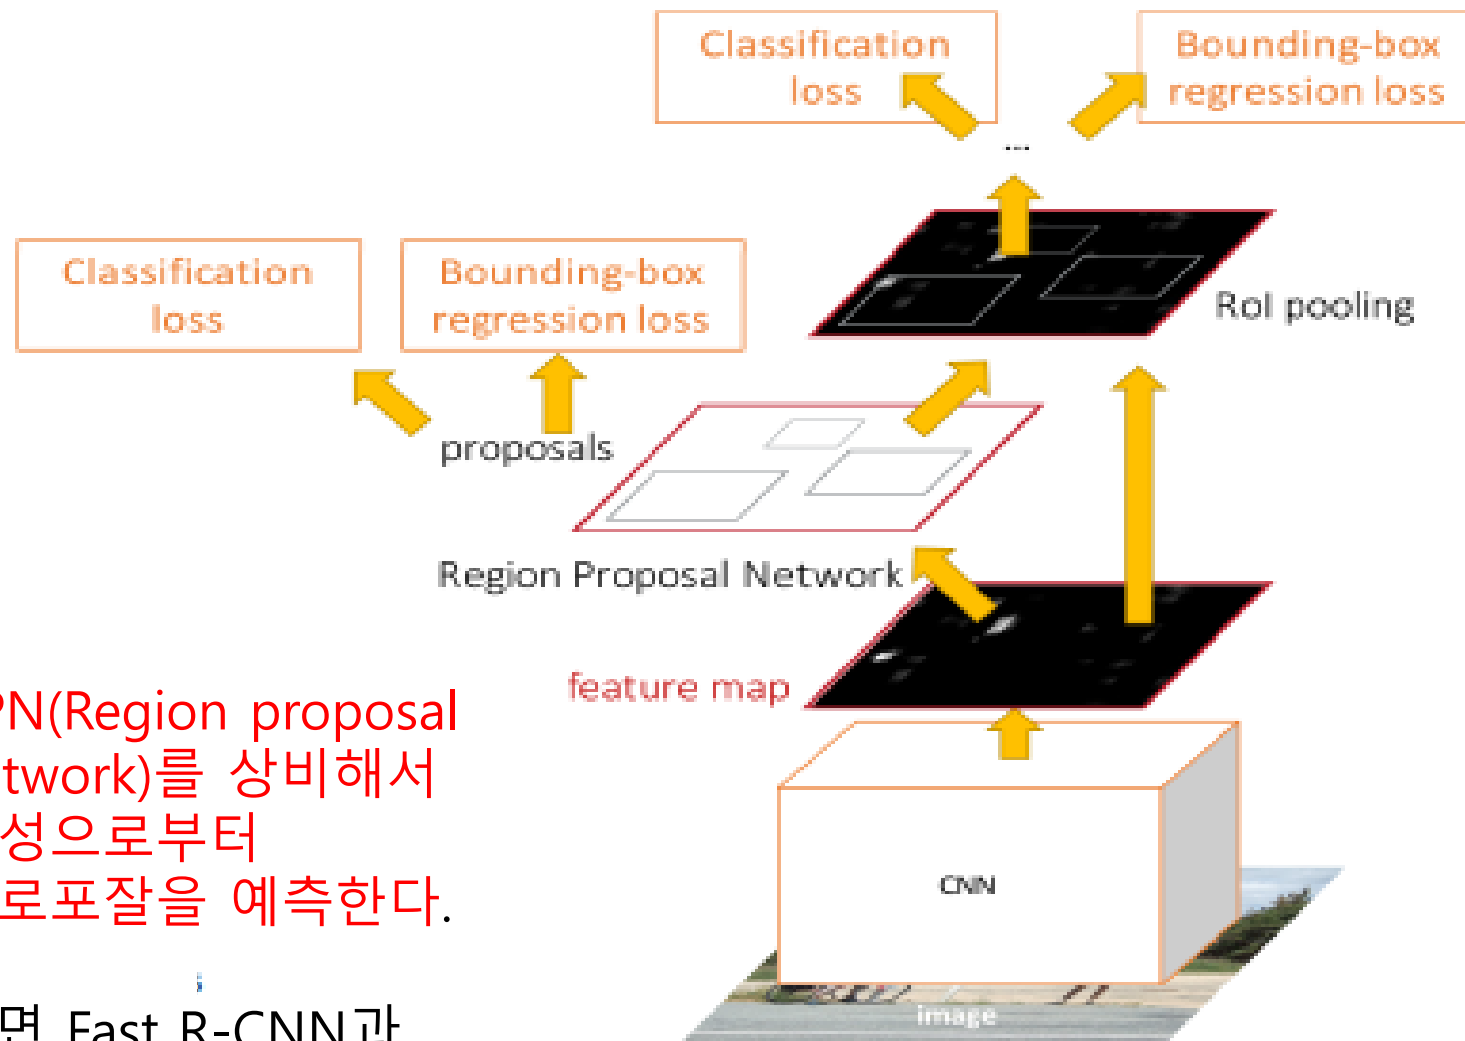 Classification
loss
Bounding-box
regression loss
...
RoI pooling
Classification
loss
Bounding-box
regression loss
proposals
Region Proposal Network
feature map
CNN
image
PN(Region proposal
twork)를 상비해서
성으로부터
로포잘을 예측한다.
면 Fast R-CNN과